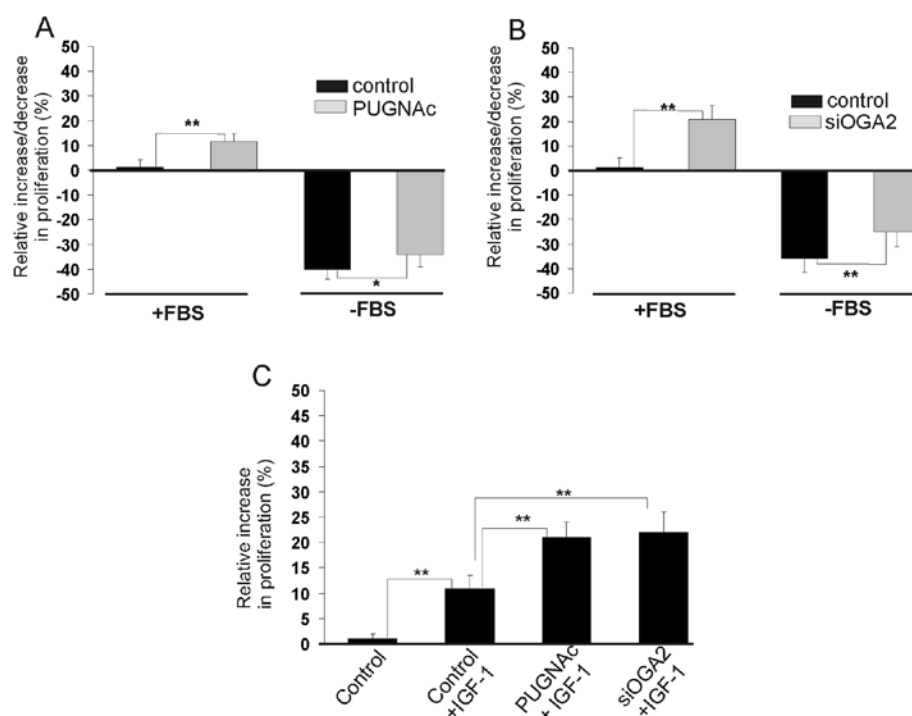 A
Relative increase/decrease
in proliferation (%)
50
40
30
20
10
0
-10
-20
-30
-40
-50
control
PUGNAc
**
*
+FBS
-FBS
B
Relative increase/decrease
in proliferation (%)
50
40
30
20
10
0
-10
-20
-30
-40
-50
control
siOGA2
**
**
+FBS
-FBS
C
Relative increase
in proliferation (%)
50
45
40
35
30
25
20
15
10
5
0
**
**
**
Control
Control
+IGF-1
PUGNAc
+ IGF-1
siOGA2
+IGF-1